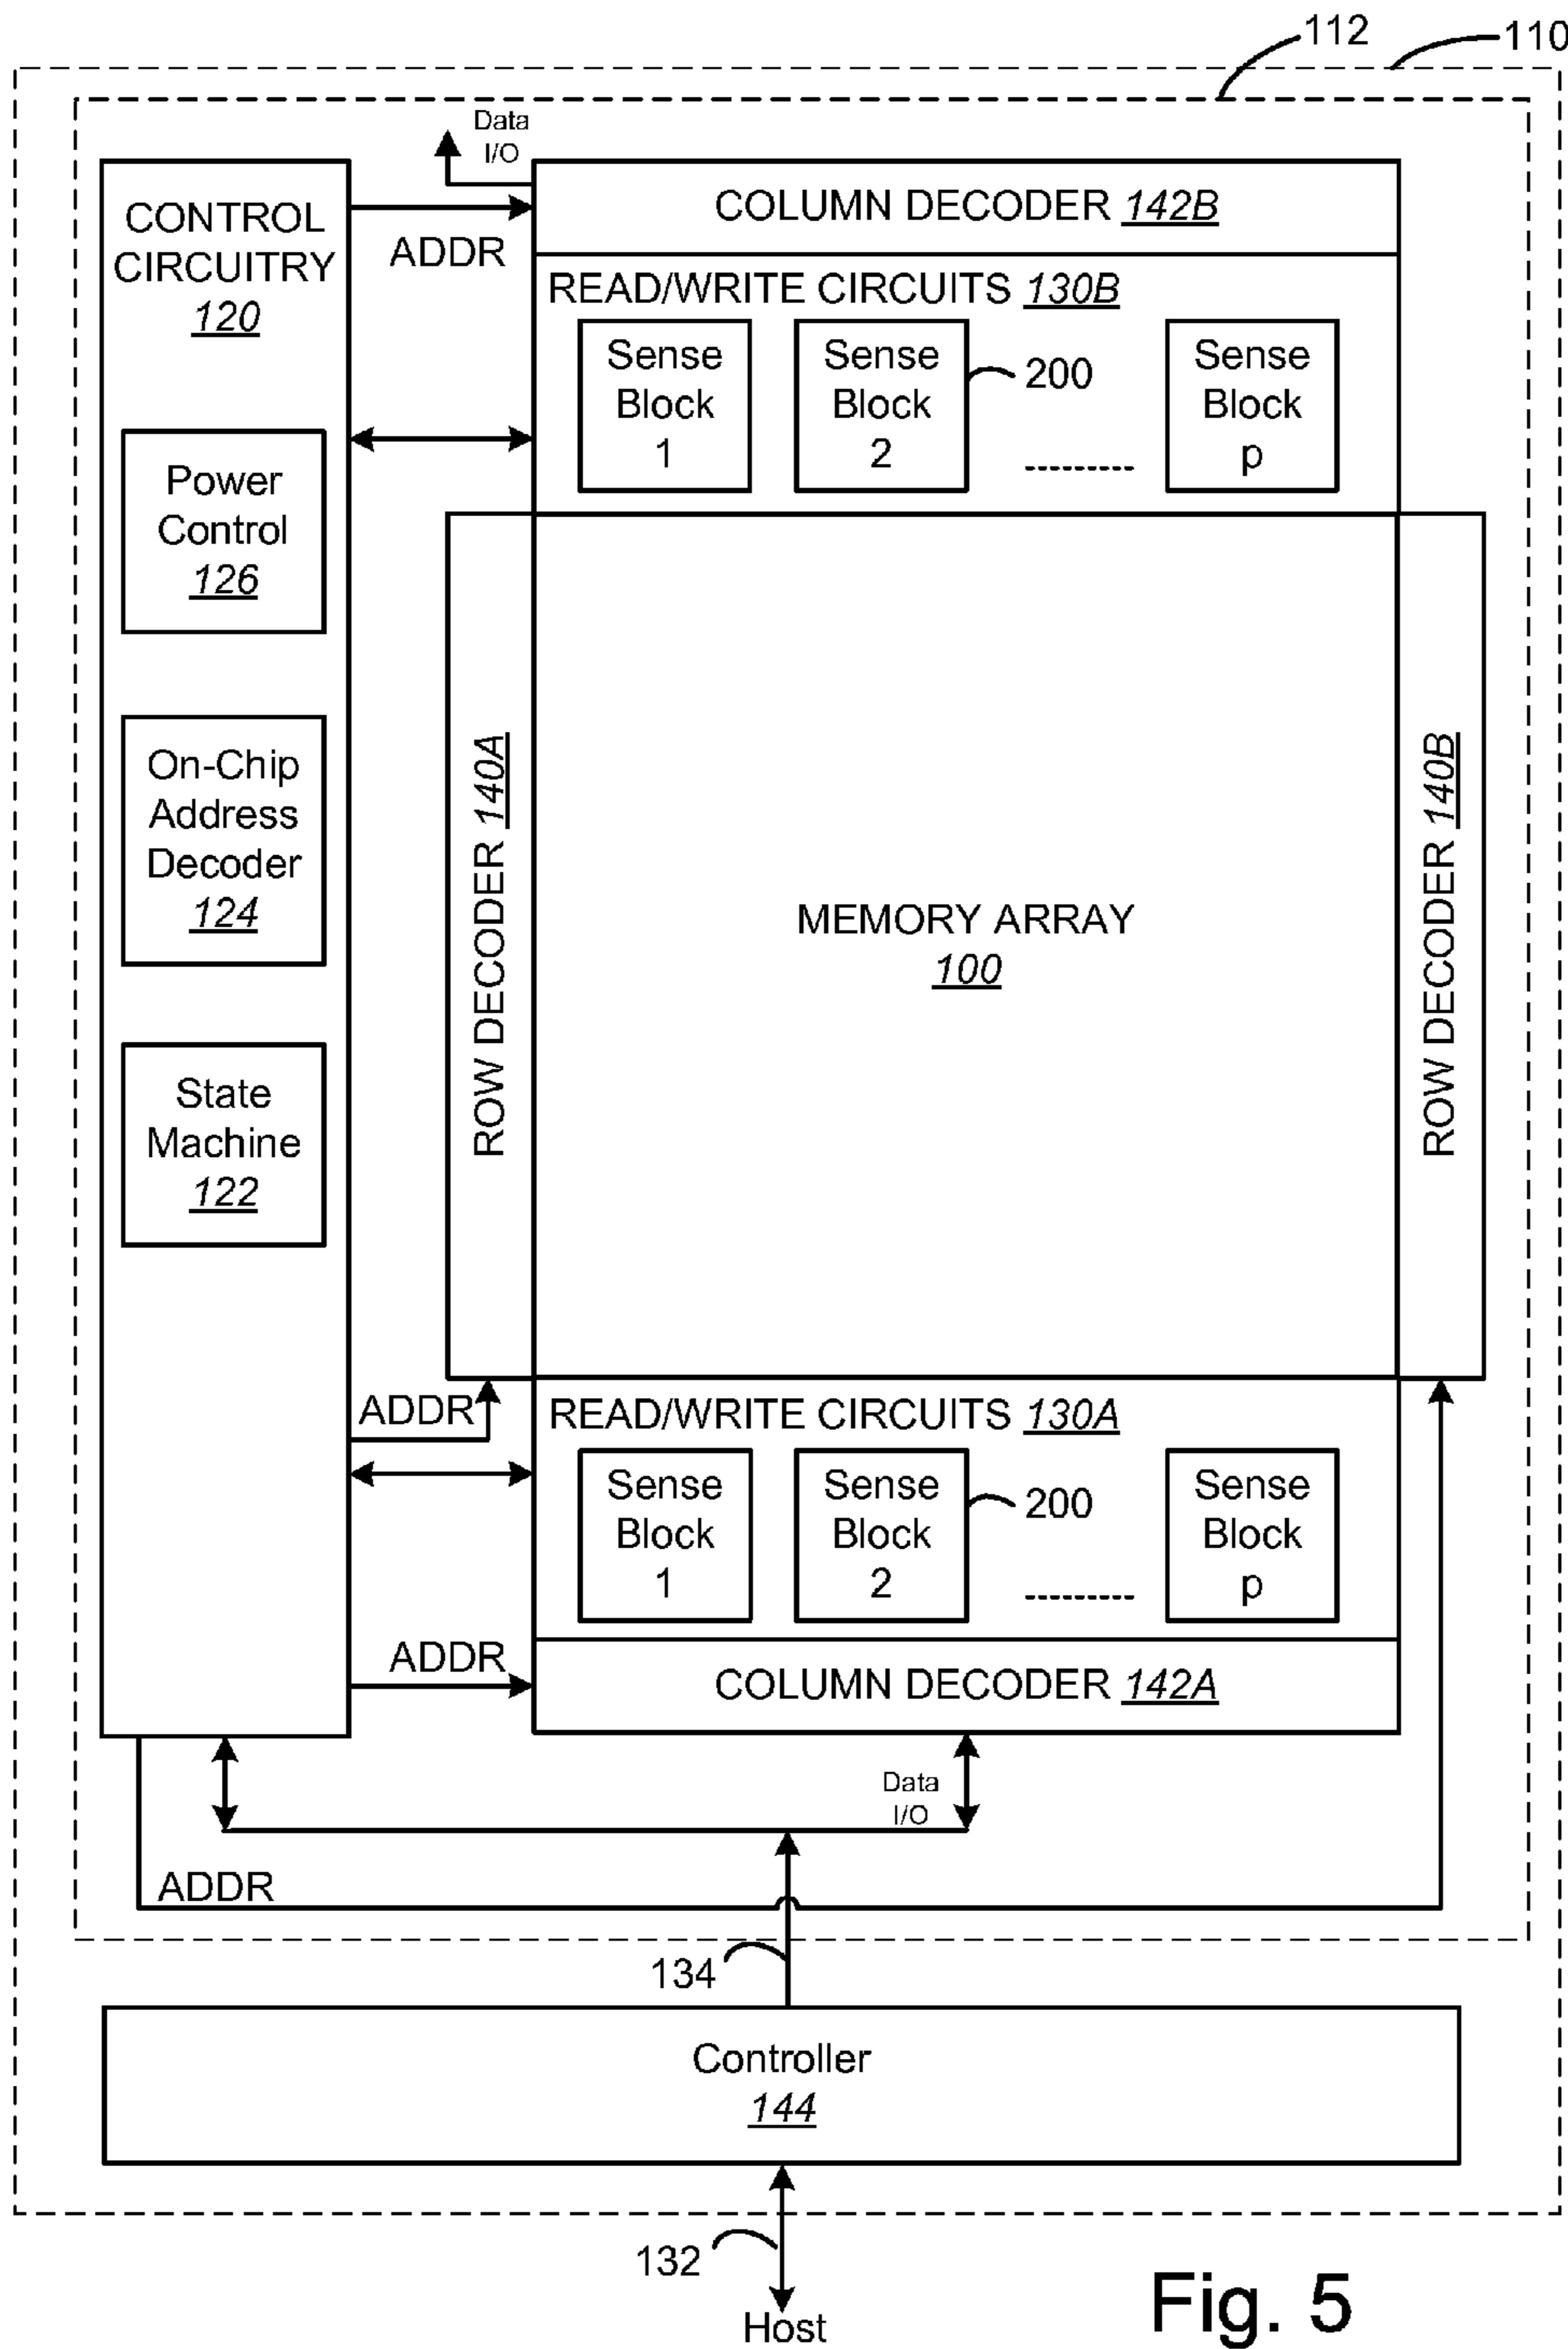 112
110
Data
I/O
CONTROL
CIRCUITRY
120
ADDR
COLUMN DECODER 142B
READ/WRITE CIRCUITS 130B
Sense
Block
1
Sense
Block
2
200
Sense
Block
p
Power
Control
126
On-Chip
Address
Decoder
124
State
Machine
122
ROW DECODER 140A
MEMORY ARRAY
100
ROW DECODER 140B
ADDR
READ/WRITE CIRCUITS 130A
Sense
Block
1
Sense
Block
2
200
Sense
Block
p
ADDR
COLUMN DECODER 142A
Data
I/O
ADDR
134
Controller
144
132
Host
Fig. 5